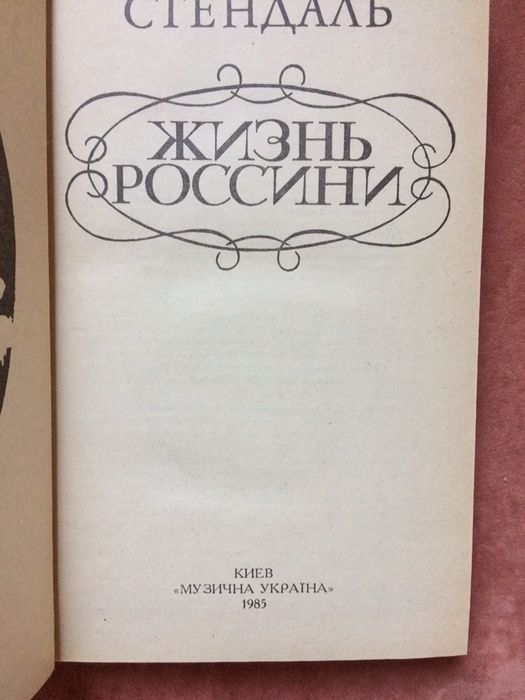 СТЕНДАЛЬ
ЖИЗНЬ
РОССИНИ
КИЕВ
«МУЗИЧНА УКРАЇНА»
1985